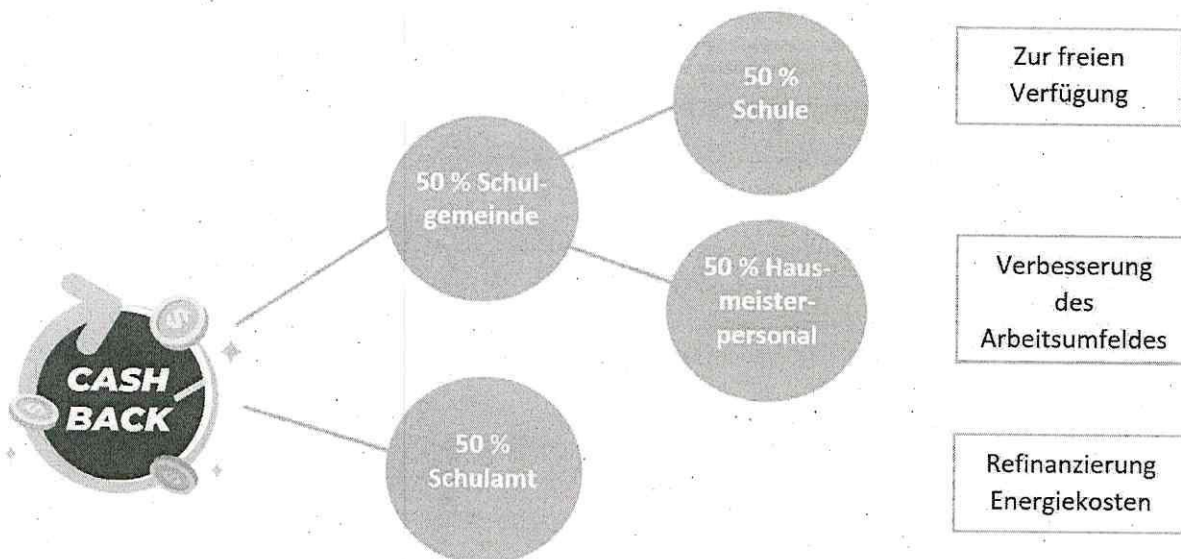 50 %
Schule
Zur freien
Verfügung
50 % Schul-
gemeinde
50 % Haus-
meister-
personal
Verbesserung
des
Arbeitsumfeldes
CASH
BACK
50 %
Schulamt
Refinanzierung
Energiekosten